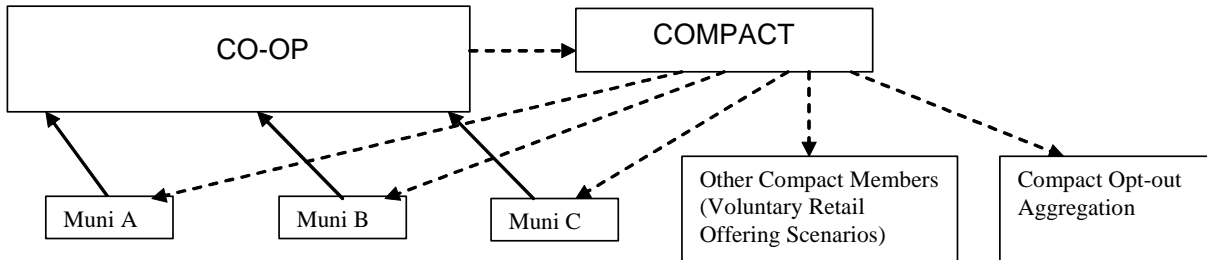 CO-OP
COMPACT
Muni A
Muni B
Muni C
Other Compact Members
(Voluntary Retail
Offering Scenarios)
Compact Opt-out
Aggregation